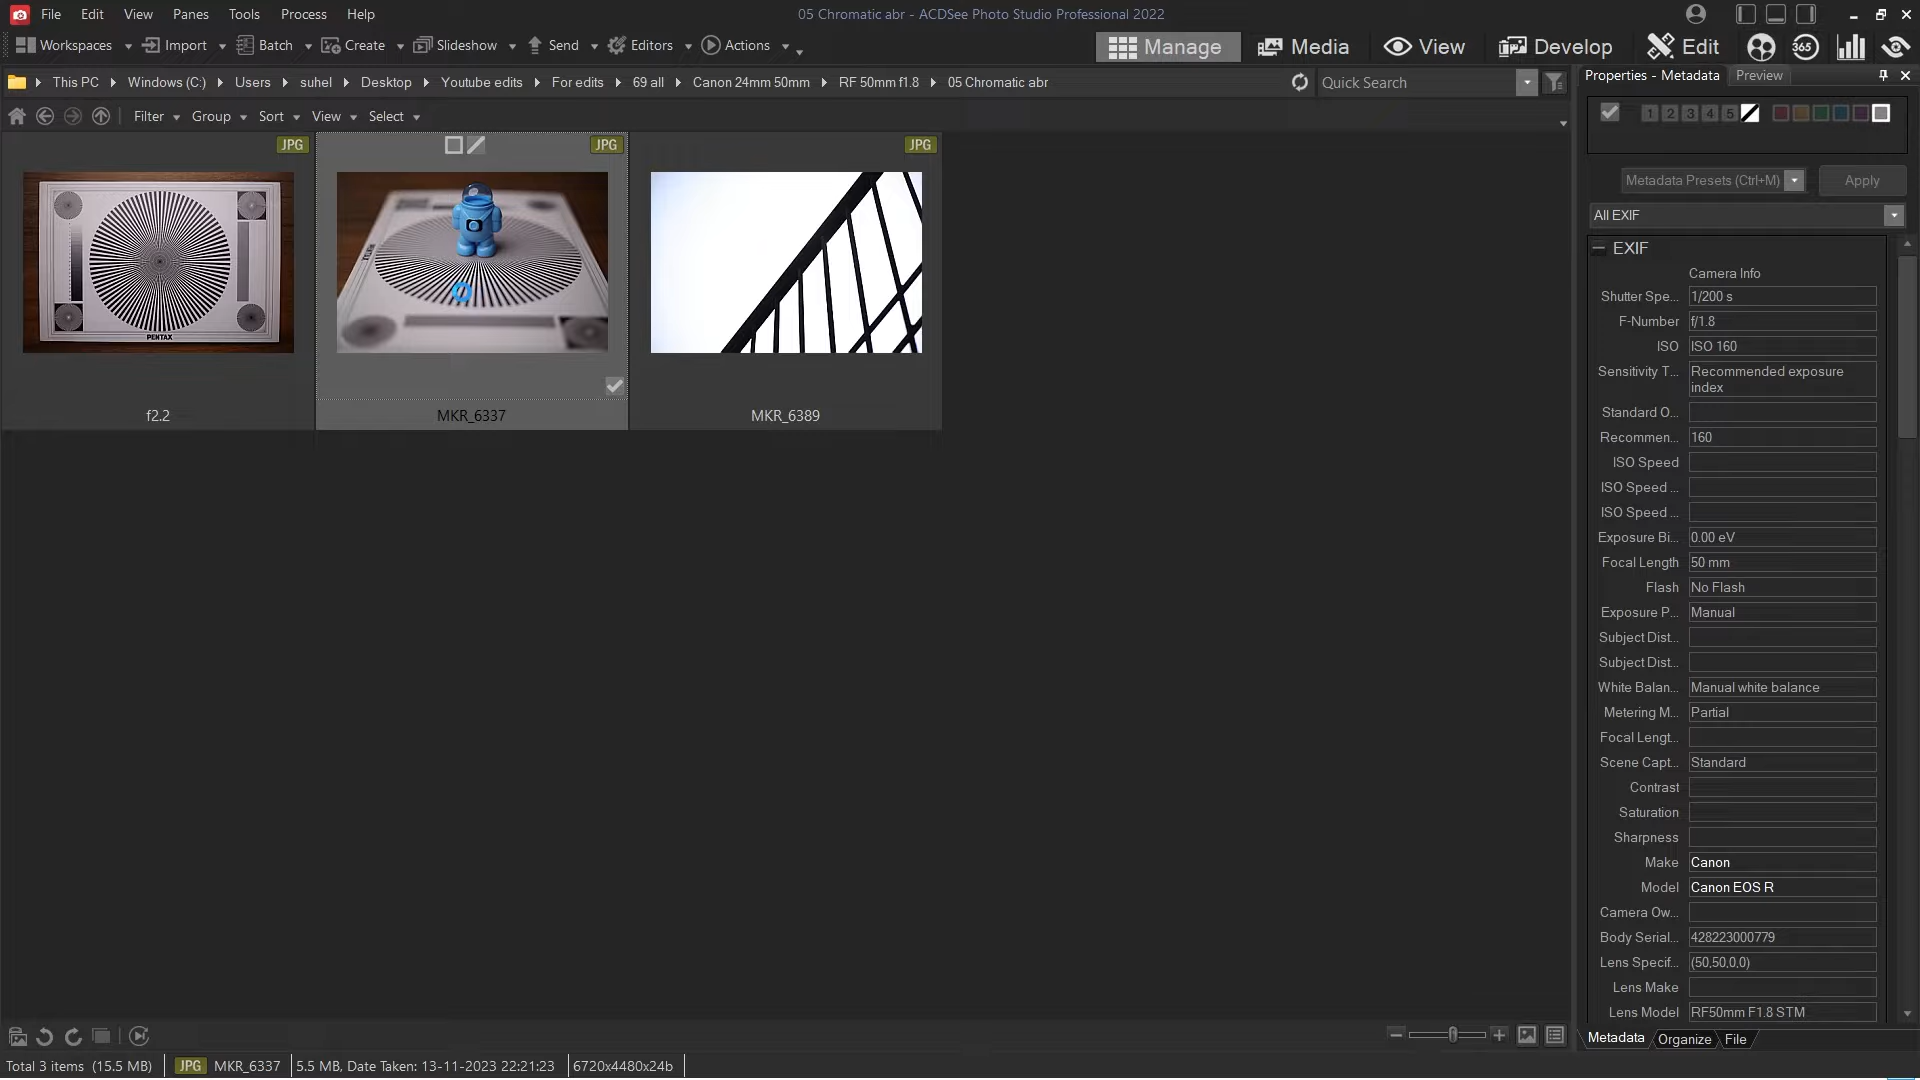 File Edit View Panes Tools Process Help 05 Chromatic abr - ACDSee Photo Studio Professional 2022
Workspaces Import Batch Create Slideshow Send Editors Actions Manage Media View Develop Edit 365
This PC Windows (C:) Users suhel Desktop Youtube edits For edits 69 all Canon 24mm 50mm RF 50mm f1.8 05 Chromatic abr Quick Search
Properties - Metadata Preview
Filter Group Sort View Select
1 2 3 4 5
JPG JPG JPG
PENTAX
f2.2 MKR_6337 MKR_6389
Metadata Presets (Ctrl+M) Apply
All EXIF
EXIF
Camera Info
Shutter Spe... 1/200 s
F-Number f/1.8
ISO ISO 160
Sensitivity T... Recommended exposure
index
Standard O...
Recommen... 160
ISO Speed
ISO Speed ...
ISO Speed ...
Exposure Bi... 0.00 eV
Focal Length 50 mm
Flash No Flash
Exposure P... Manual
Subject Dist...
Subject Dist...
White Balan... Manual white balance
Metering M... Partial
Focal Lengt...
Scene Capt... Standard
Contrast
Saturation
Sharpness
Make Canon
Model Canon EOS R
Camera Ow...
Body Serial... 428223000779
Lens Specif... (50,50,0,0)
Lens Make
Lens Model RF50mm F1.8 STM
Metadata Organize File
Total 3 items (15.5 MB) JPG MKR_6337 5.5 MB, Date Taken: 13-11-2023 22:21:23 6720x4480x24b